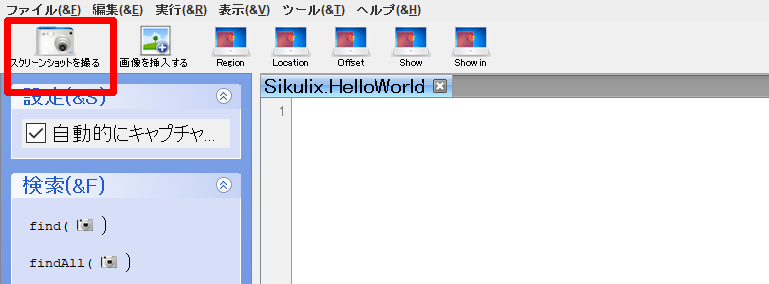 ファイル(&F) 編集(&E) 実行(&R) 表示(&V) ツール(&T) ヘルプ(&H)
スクリーンショットを撮る 画像を挿入する Region Location Offset Show Show in
設定(&S)
自動的にキャプチャ...
検索(&F)
find( )
findAll( )
Sikulix.HelloWorld
1